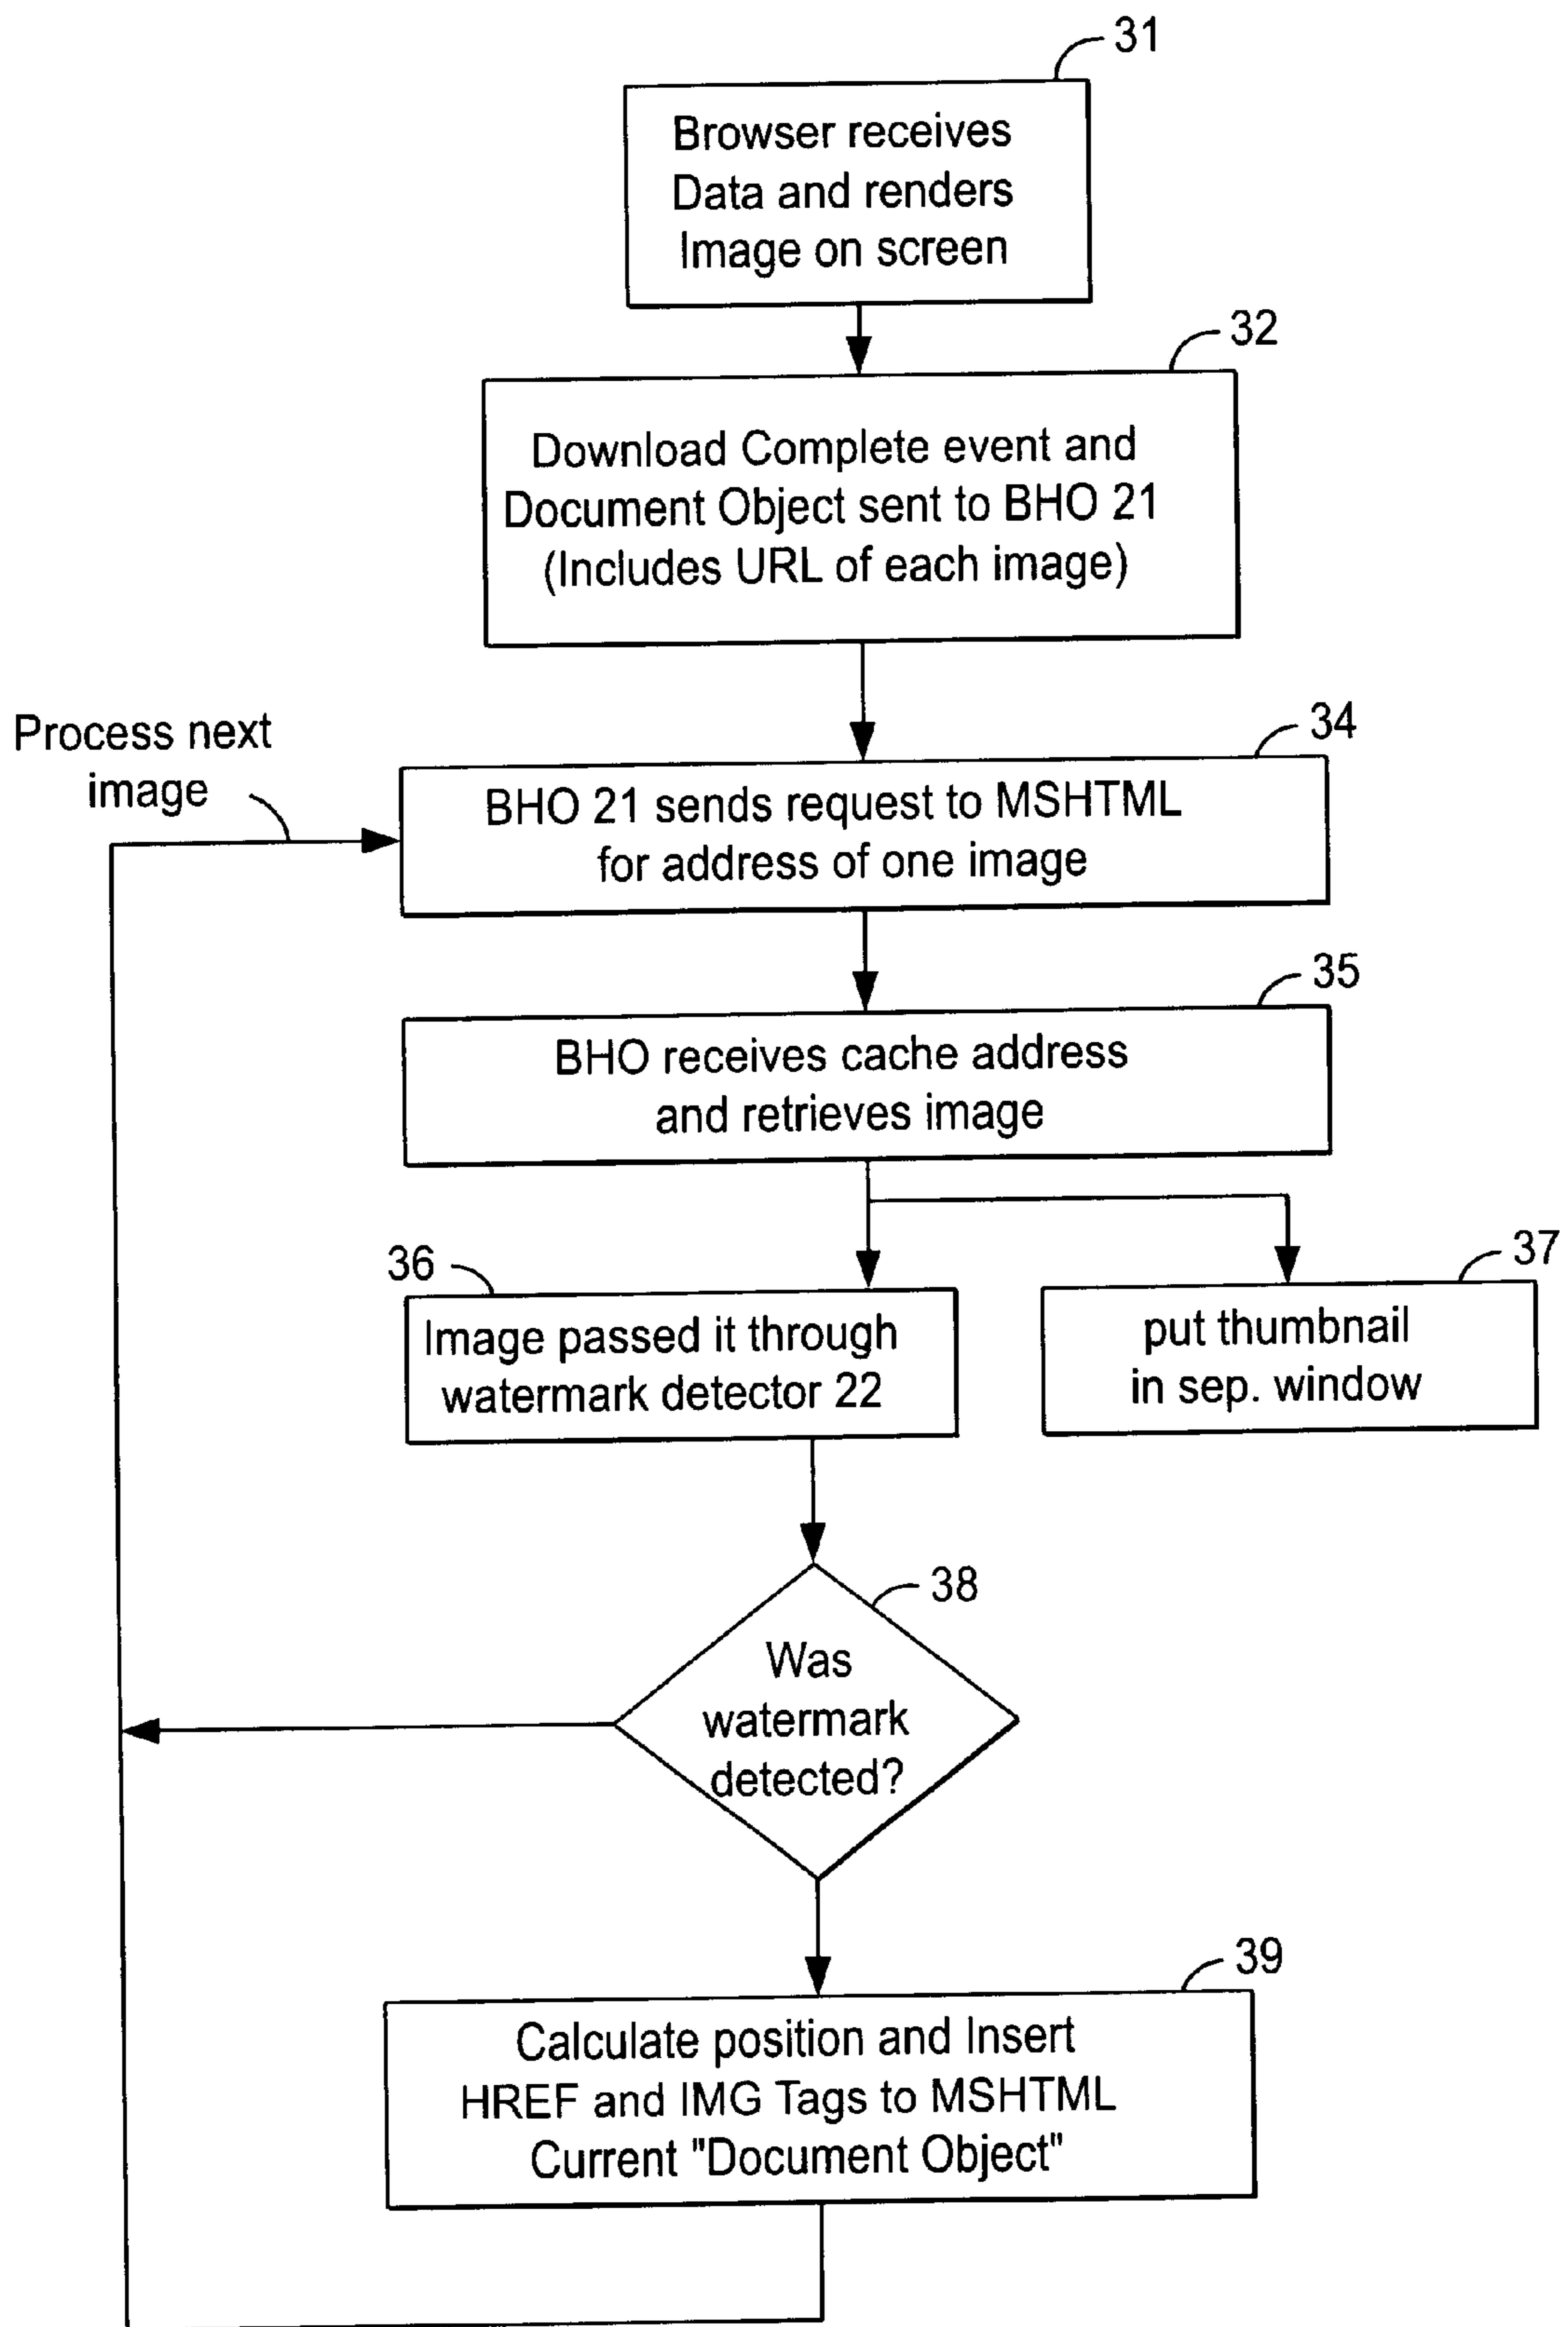 31
Browser receives
Data and renders
Image on screen
32
Download Complete event and
Document Object sent to BHO 21
(Includes URL of each image)
Process next
image
34
BHO 21 sends request to MSHTML
for address of one image
35
BHO receives cache address
and retrieves image
36
Image passed it through
watermark detector 22
37
put thumbnail
in sep. window
38
Was
watermark
detected?
39
Calculate position and Insert
HREF and IMG Tags to MSHTML
Current "Document Object"